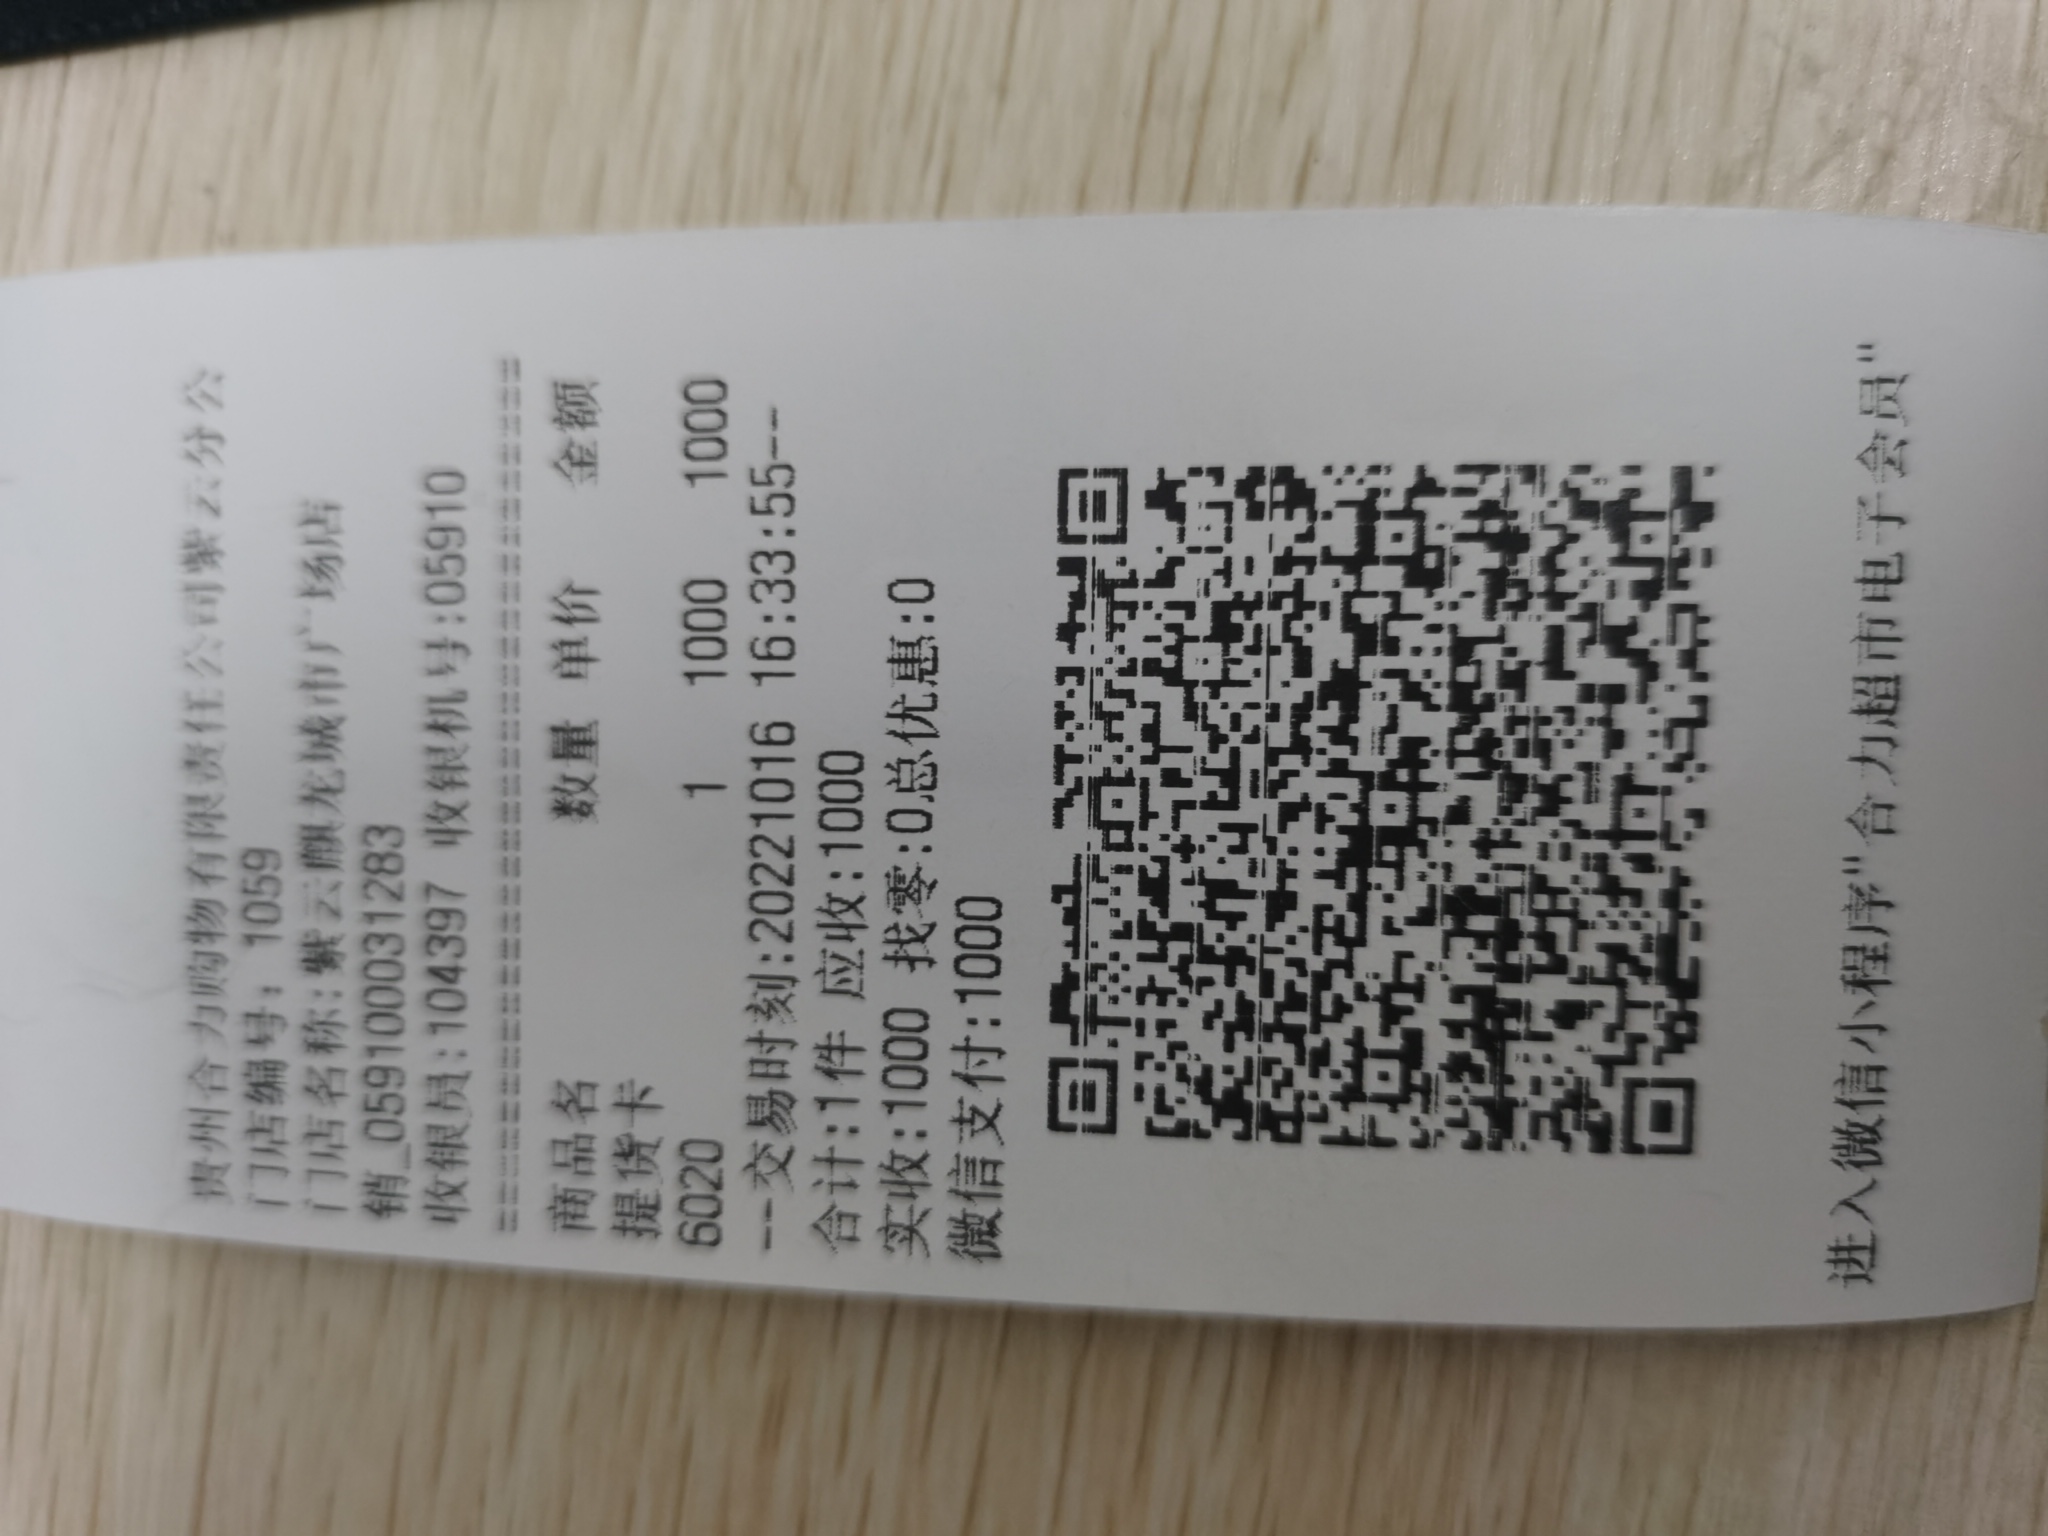 贵州合力购物有限责任公司紫云分公
门店编号：1059
门店名称:紫云麒龙城市广场店
销_0591000031283
收银员:104397 收银机号:05910
商品名 数量 单价 金额
提货卡
6020 1 1000 1000
--交易时刻:20221016 16:33:55--
合计:1件 应收:1000
实收:1000 找零:0总优惠:0
微信支付:1000
进入微信小程序"合力超市电子会员"